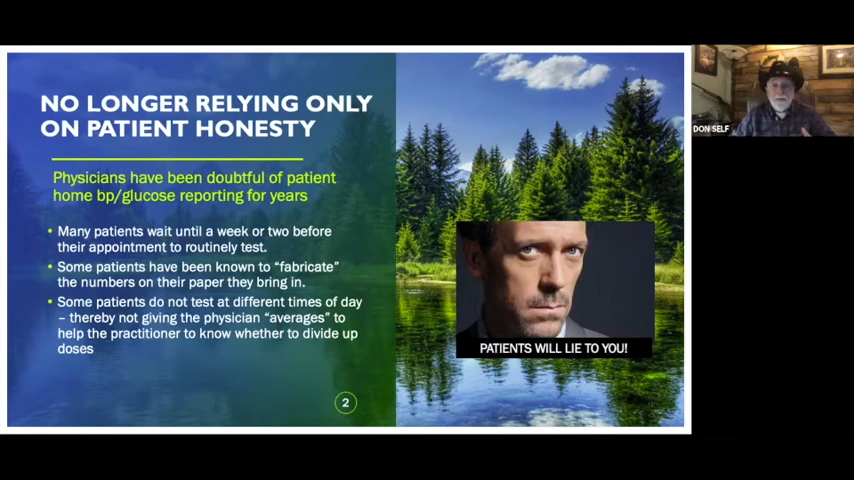 NO LONGER RELYING ONLY
ON PATIENT HONESTY
Physicians have been doubtful of patient
home bp/glucose reporting for years
• Many patients wait until a week or two before
their appointment to routinely test.
• Some patients have been known to “fabricate”
the numbers on their paper they bring in.
• Some patients do not test at different times of day
– thereby not giving the physician “averages” to
help the practitioner to know whether to divide up
doses
PATIENTS WILL LIE TO YOU!
2
DON SELF